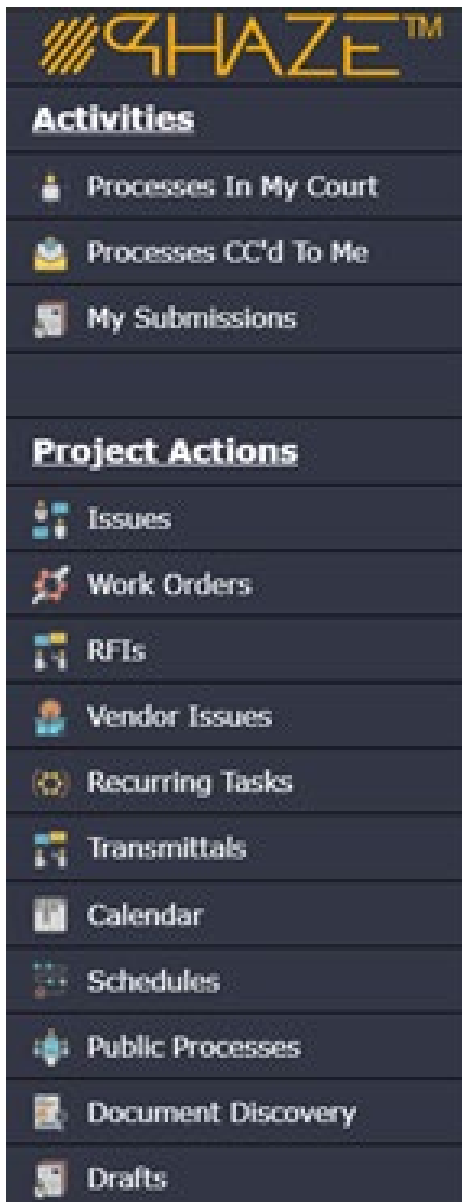 PHAZE™
Activities
Processes In My Court
Processes CC'd To Me
My Submissions
Project Actions
Issues
Work Orders
RFIs
Vendor Issues
Recurring Tasks
Transmittals
Calendar
Schedules
Public Processes
Document Discovery
Drafts